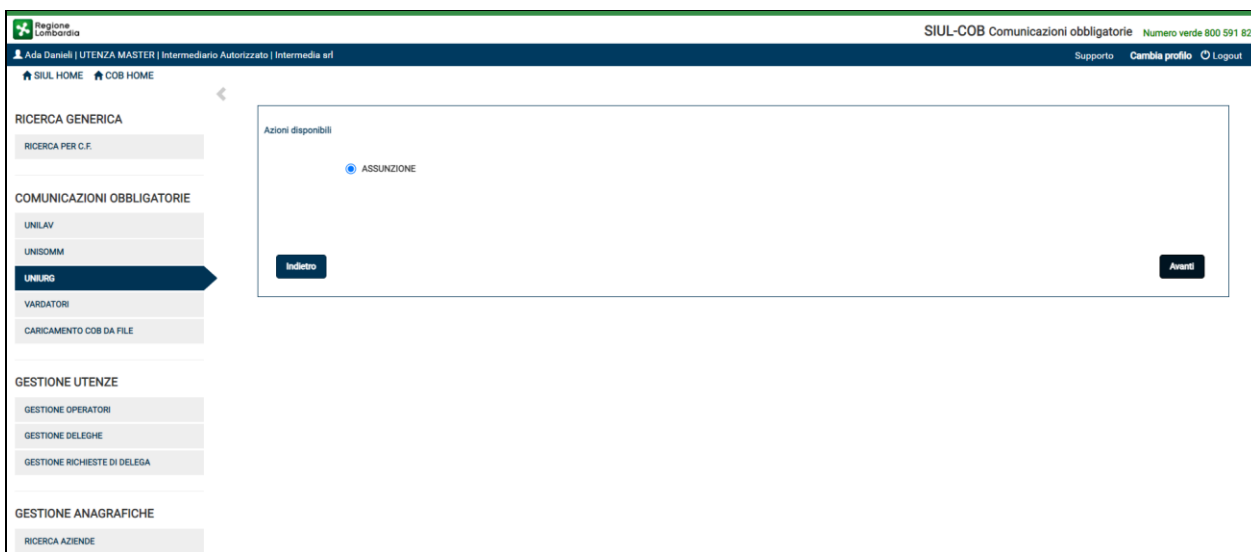 Regione
Lombardia
SIUL-COB Comunicazioni obbligatorie Numero verde 800 591 82
Ada Danieli | UTENZA MASTER | Intermediario Autorizzato | Intermedia srl
Supporto Cambia profilo Logout
SIUL HOME COB HOME
RICERCA GENERICA
RICERCA PER C.F.
COMUNICAZIONI OBBLIGATORIE
UNILAV
UNISOMM
UNIURG
VARDATORI
CARICAMENTO COB DA FILE
GESTIONE UTENZE
GESTIONE OPERATORI
GESTIONE DELEGHE
GESTIONE RICHIESTE DI DELEGA
GESTIONE ANAGRAFICHE
RICERCA AZIENDE
Azioni disponibili
ASSUNZIONE
Indietro Avanti